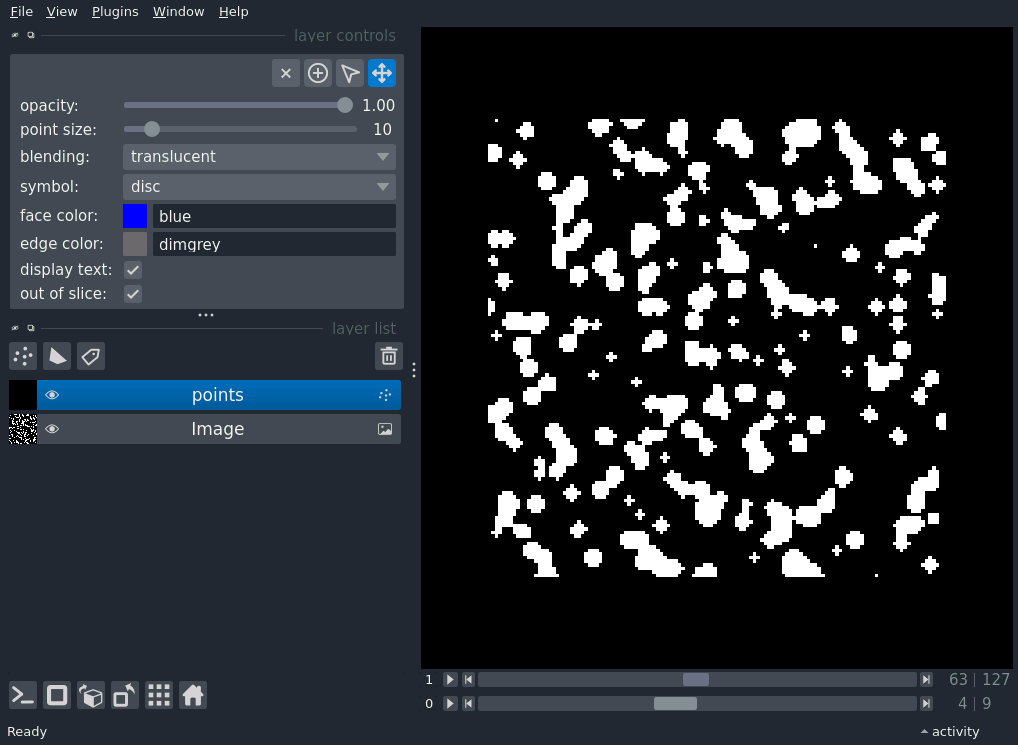 File View Plugins Window Help
layer controls
opacity: 1.00
point size: 10
blending: translucent
symbol: disc
face color: blue
edge color: dimgrey
display text:
out of slice:
layer list
points
Image
1 63 | 127
0 4 | 9
Ready activity